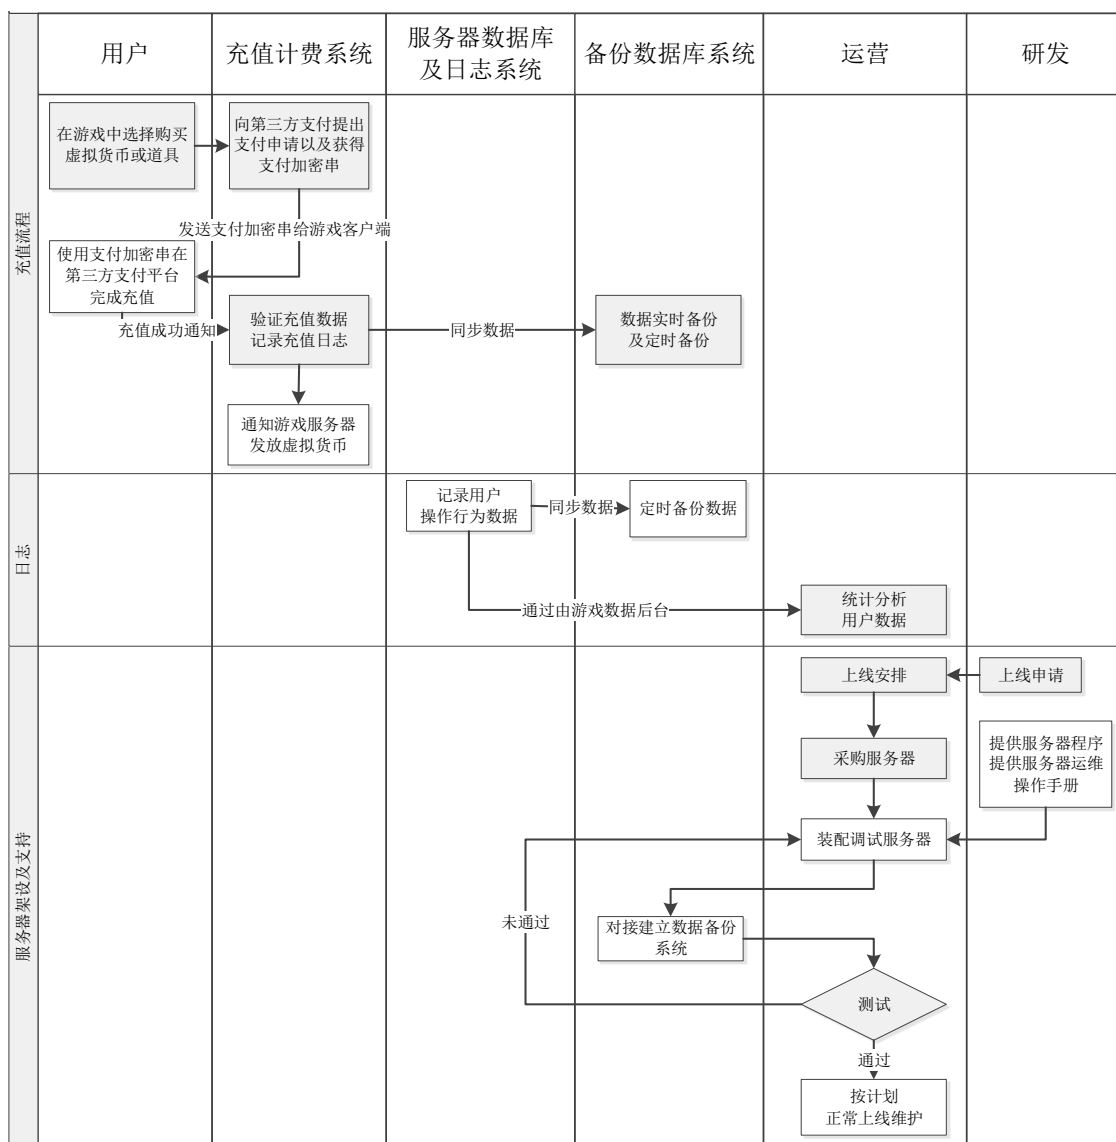 用户
充值计费系统
服务器数据库
及日志系统
备份数据库系统
运营
研发
充值流程
在游戏中选择购买
虚拟货币或道具
向第三方支付提出
支付申请以及获得
支付加密串
发送支付加密串给游戏客户端
使用支付加密串在
第三方支付平台
完成充值
充值成功通知
验证充值数据
记录充值日志
同步数据
数据实时备份
及定时备份
通知游戏服务器
发放虚拟货币
日志
记录用户
操作行为数据
同步数据
定时备份数据
通过由游戏数据后台
统计分析
用户数据
服务器架设及支持
上线安排
上线申请
采购服务器
提供服务器程序
提供服务器运维
操作手册
装配调试服务器
未通过
对接建立数据备份
系统
测试
通过
按计划
正常上线维护